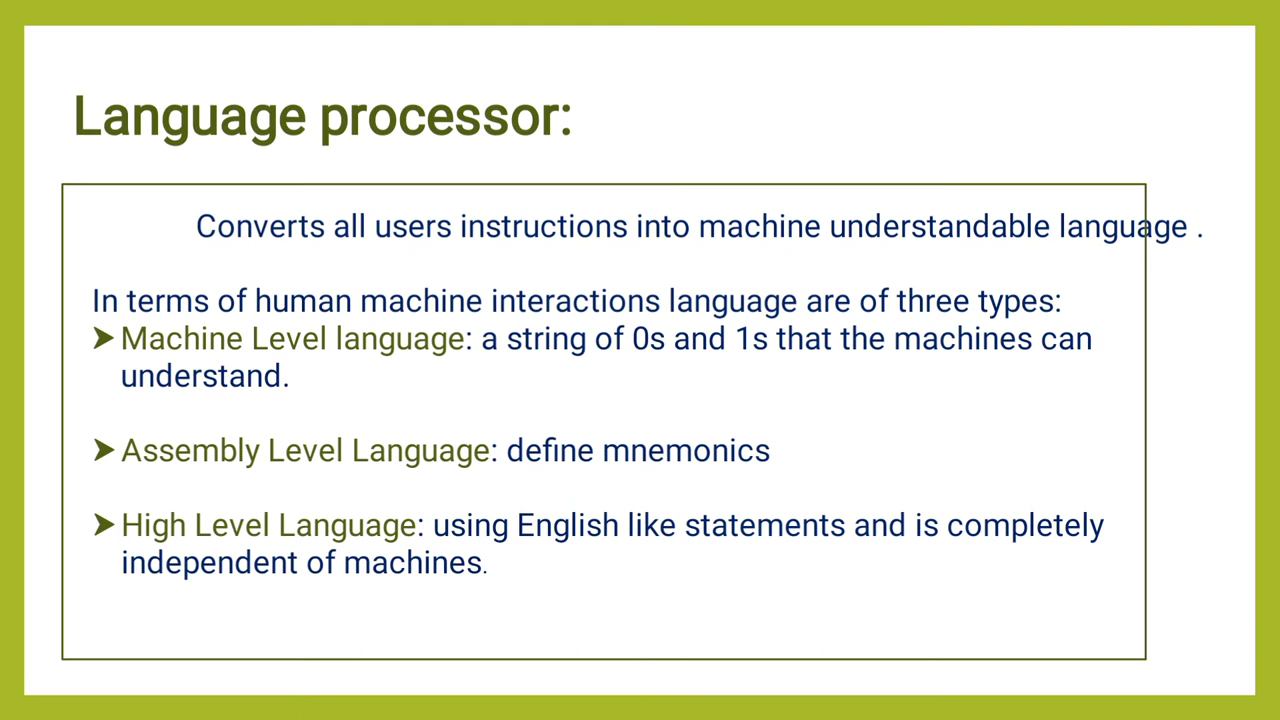 Language processor:
Converts all users instructions into machine understandable language .
In terms of human machine interactions language are of three types:
➤Machine Level language: a string of 0s and 1s that the machines can
understand.
➤Assembly Level Language: define mnemonics
➤High Level Language: using English like statements and is completely
independent of machines.